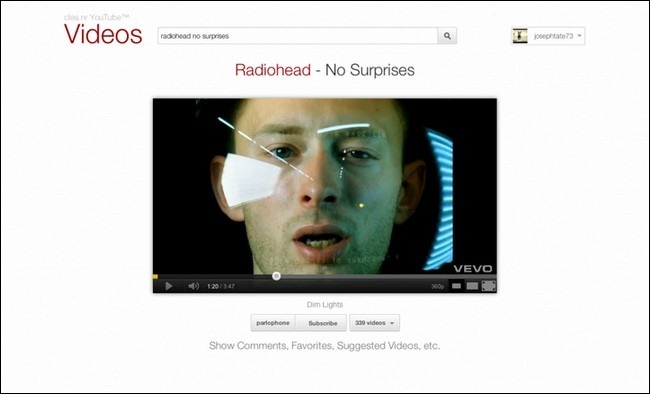 clea.nr YouTube™
Videos
radiohead no surprises
josephtate73
Radiohead - No Surprises
VEVO
1:20 / 3:47
360p
Dim Lights
parlophone
Subscribe
339 videos
Show Comments, Favorites, Suggested Videos, etc.